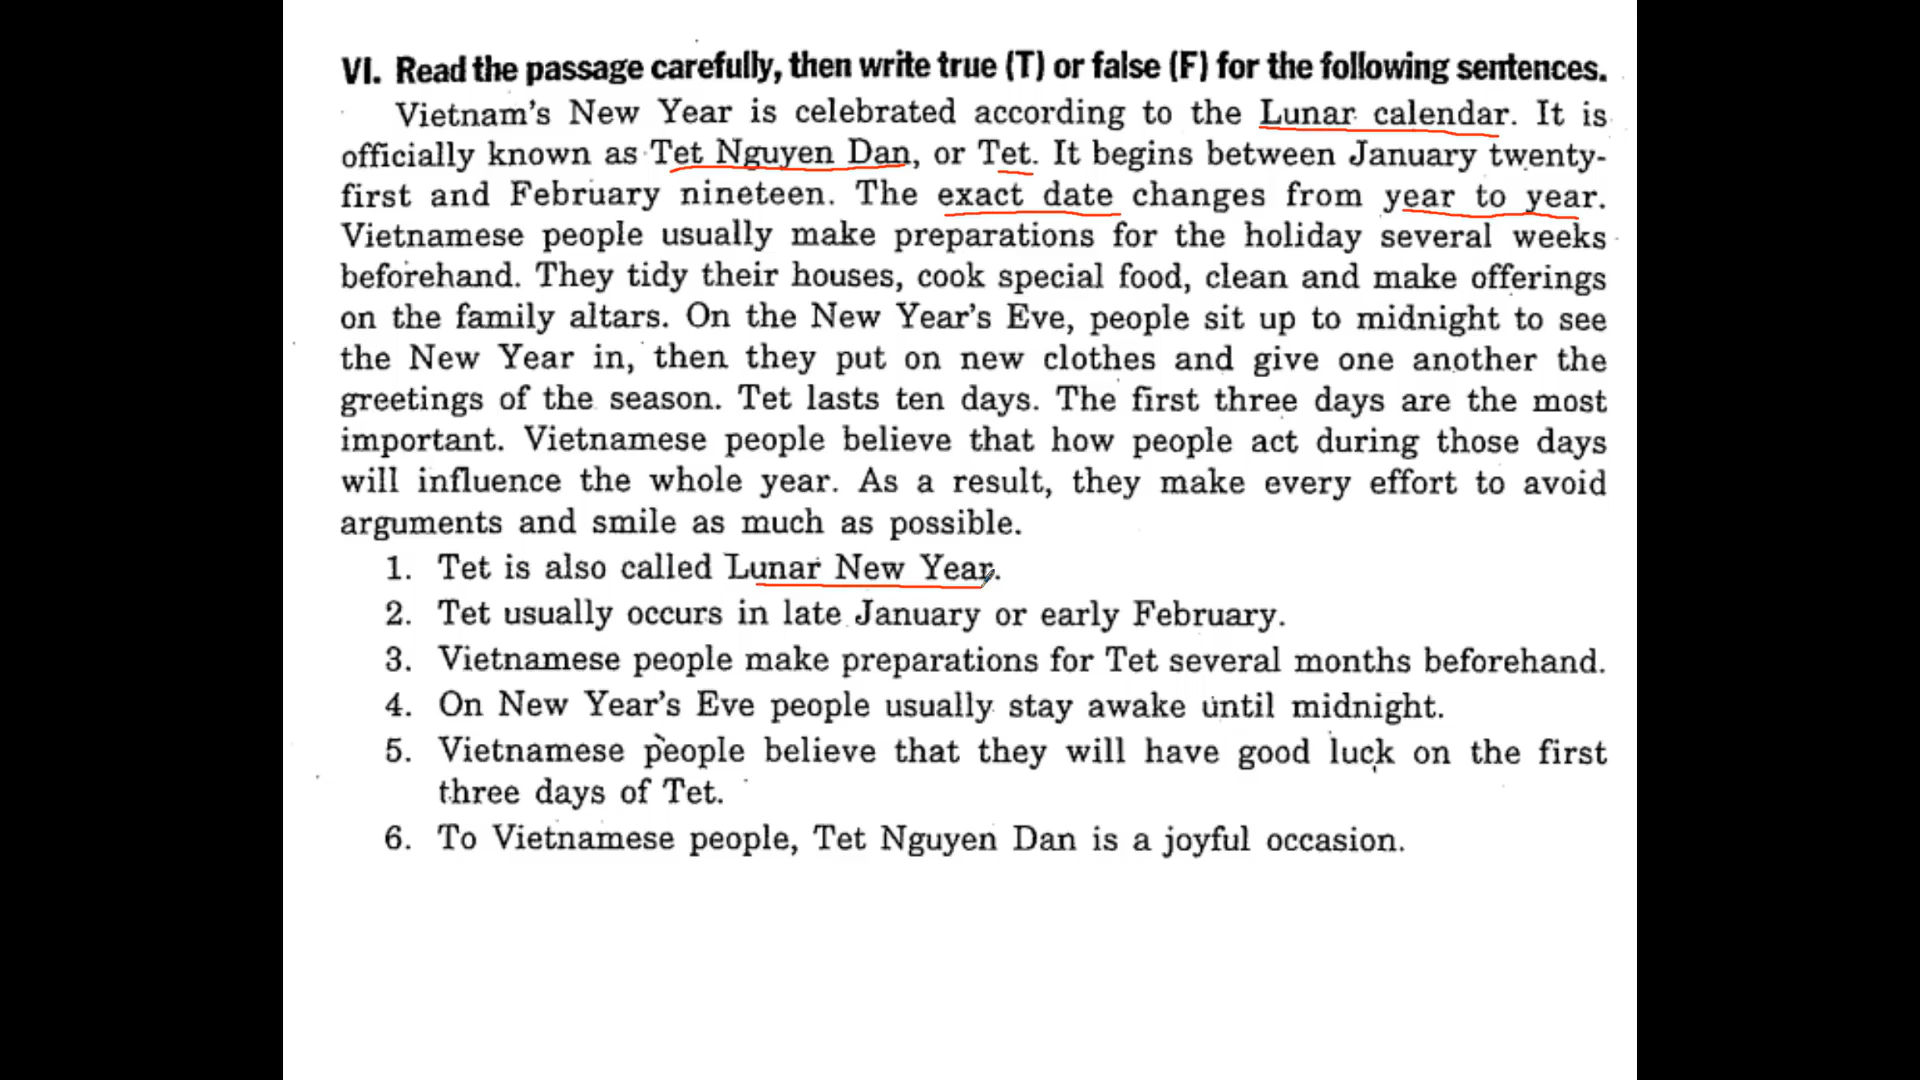 VI. Read the passage carefully, then write true (T) or false (F) for the following sentences.
Vietnam's New Year is celebrated according to the Lunar calendar. It is
officially known as Tet Nguyen Dan, or Tet. It begins between January twenty-
first and February nineteen. The exact date changes from year to year.
Vietnamese people usually make preparations for the holiday several weeks
beforehand. They tidy their houses, cook special food, clean and make offerings
on the family altars. On the New Year's Eve, people sit up to midnight to see
the New Year in, then they put on new clothes and give one another the
greetings of the season. Tet lasts ten days. The first three days are the most
important. Vietnamese people believe that how people act during those days
will influence the whole year. As a result, they make every effort to avoid
arguments and smile as much as possible.
1. Tet is also called Lunar New Year.
2. Tet usually occurs in late January or early February.
3. Vietnamese people make preparations for Tet several months beforehand.
4. On New Year's Eve people usually stay awake until midnight.
5. Vietnamese people believe that they will have good luck on the first
three days of Tet.
6. To Vietnamese people, Tet Nguyen Dan is a joyful occasion.